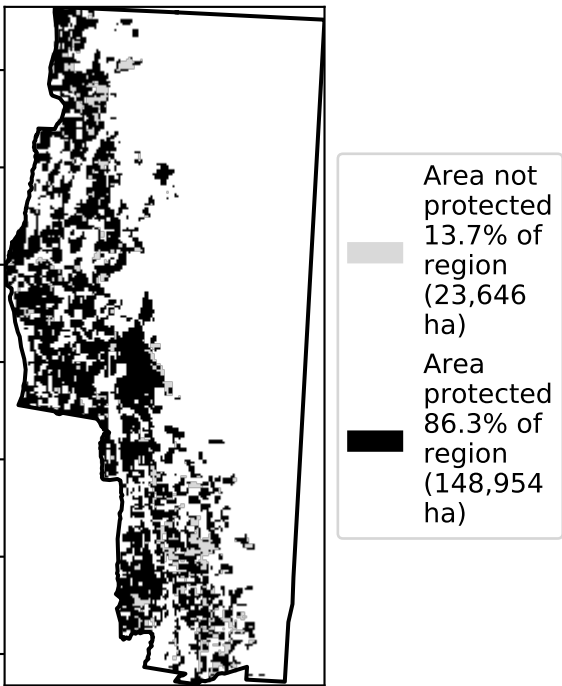 Area not
protected
13.7% of
region
(23,646
ha)
Area
protected
86.3% of
region
(148,954
ha)